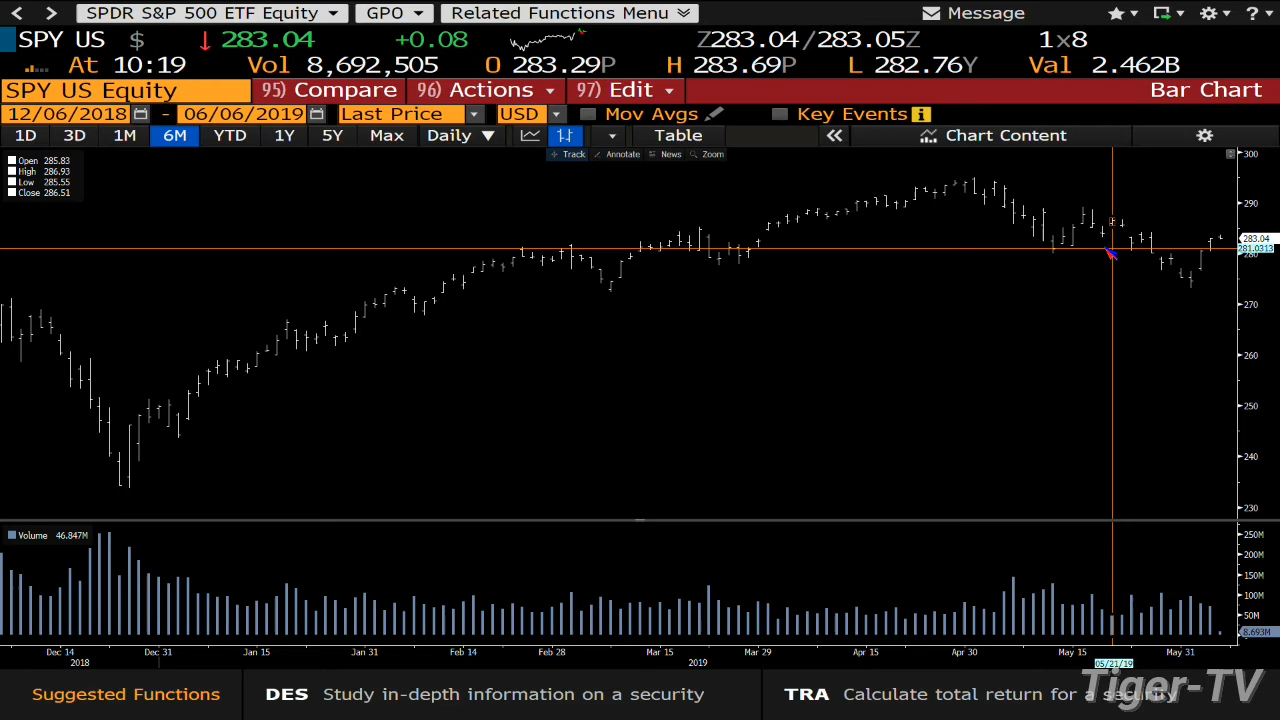 SPDR S&P 500 ETF Equity GPO Related Functions Menu Message ?
SPY US $ 283.04 +0.08 Z283.04/283.05Z 1x8
At 10:19 Vol 8,692,505 O 283.29P H 283.69P L 282.76Y Val 2.462B
SPY US Equity 95) Compare 96) Actions 97) Edit Bar Chart
12/06/2018 - 06/06/2019 Last Price USD Mov Avgs Key Events i
1D 3D 1M 6M YTD 1Y 5Y Max Daily Table Chart Content
Track Annotate News Zoom
Open 285.83
High 286.93
Low 285.55
Close 286.51
300
290
283.04
281.0313
280
270
260
250
240
230
Volume 46.847M
250M
200M
150M
100M
50M
8.693M
Dec 14 Dec 31 Jan 15 Jan 31 Feb 14 Feb 28 Mar 15 Mar 29 Apr 15 Apr 30 May 15 May 31
2018 2019 05/21/19
Suggested Functions DES Study in-depth information on a security TRA Calculate total return for a security
Tiger-TV